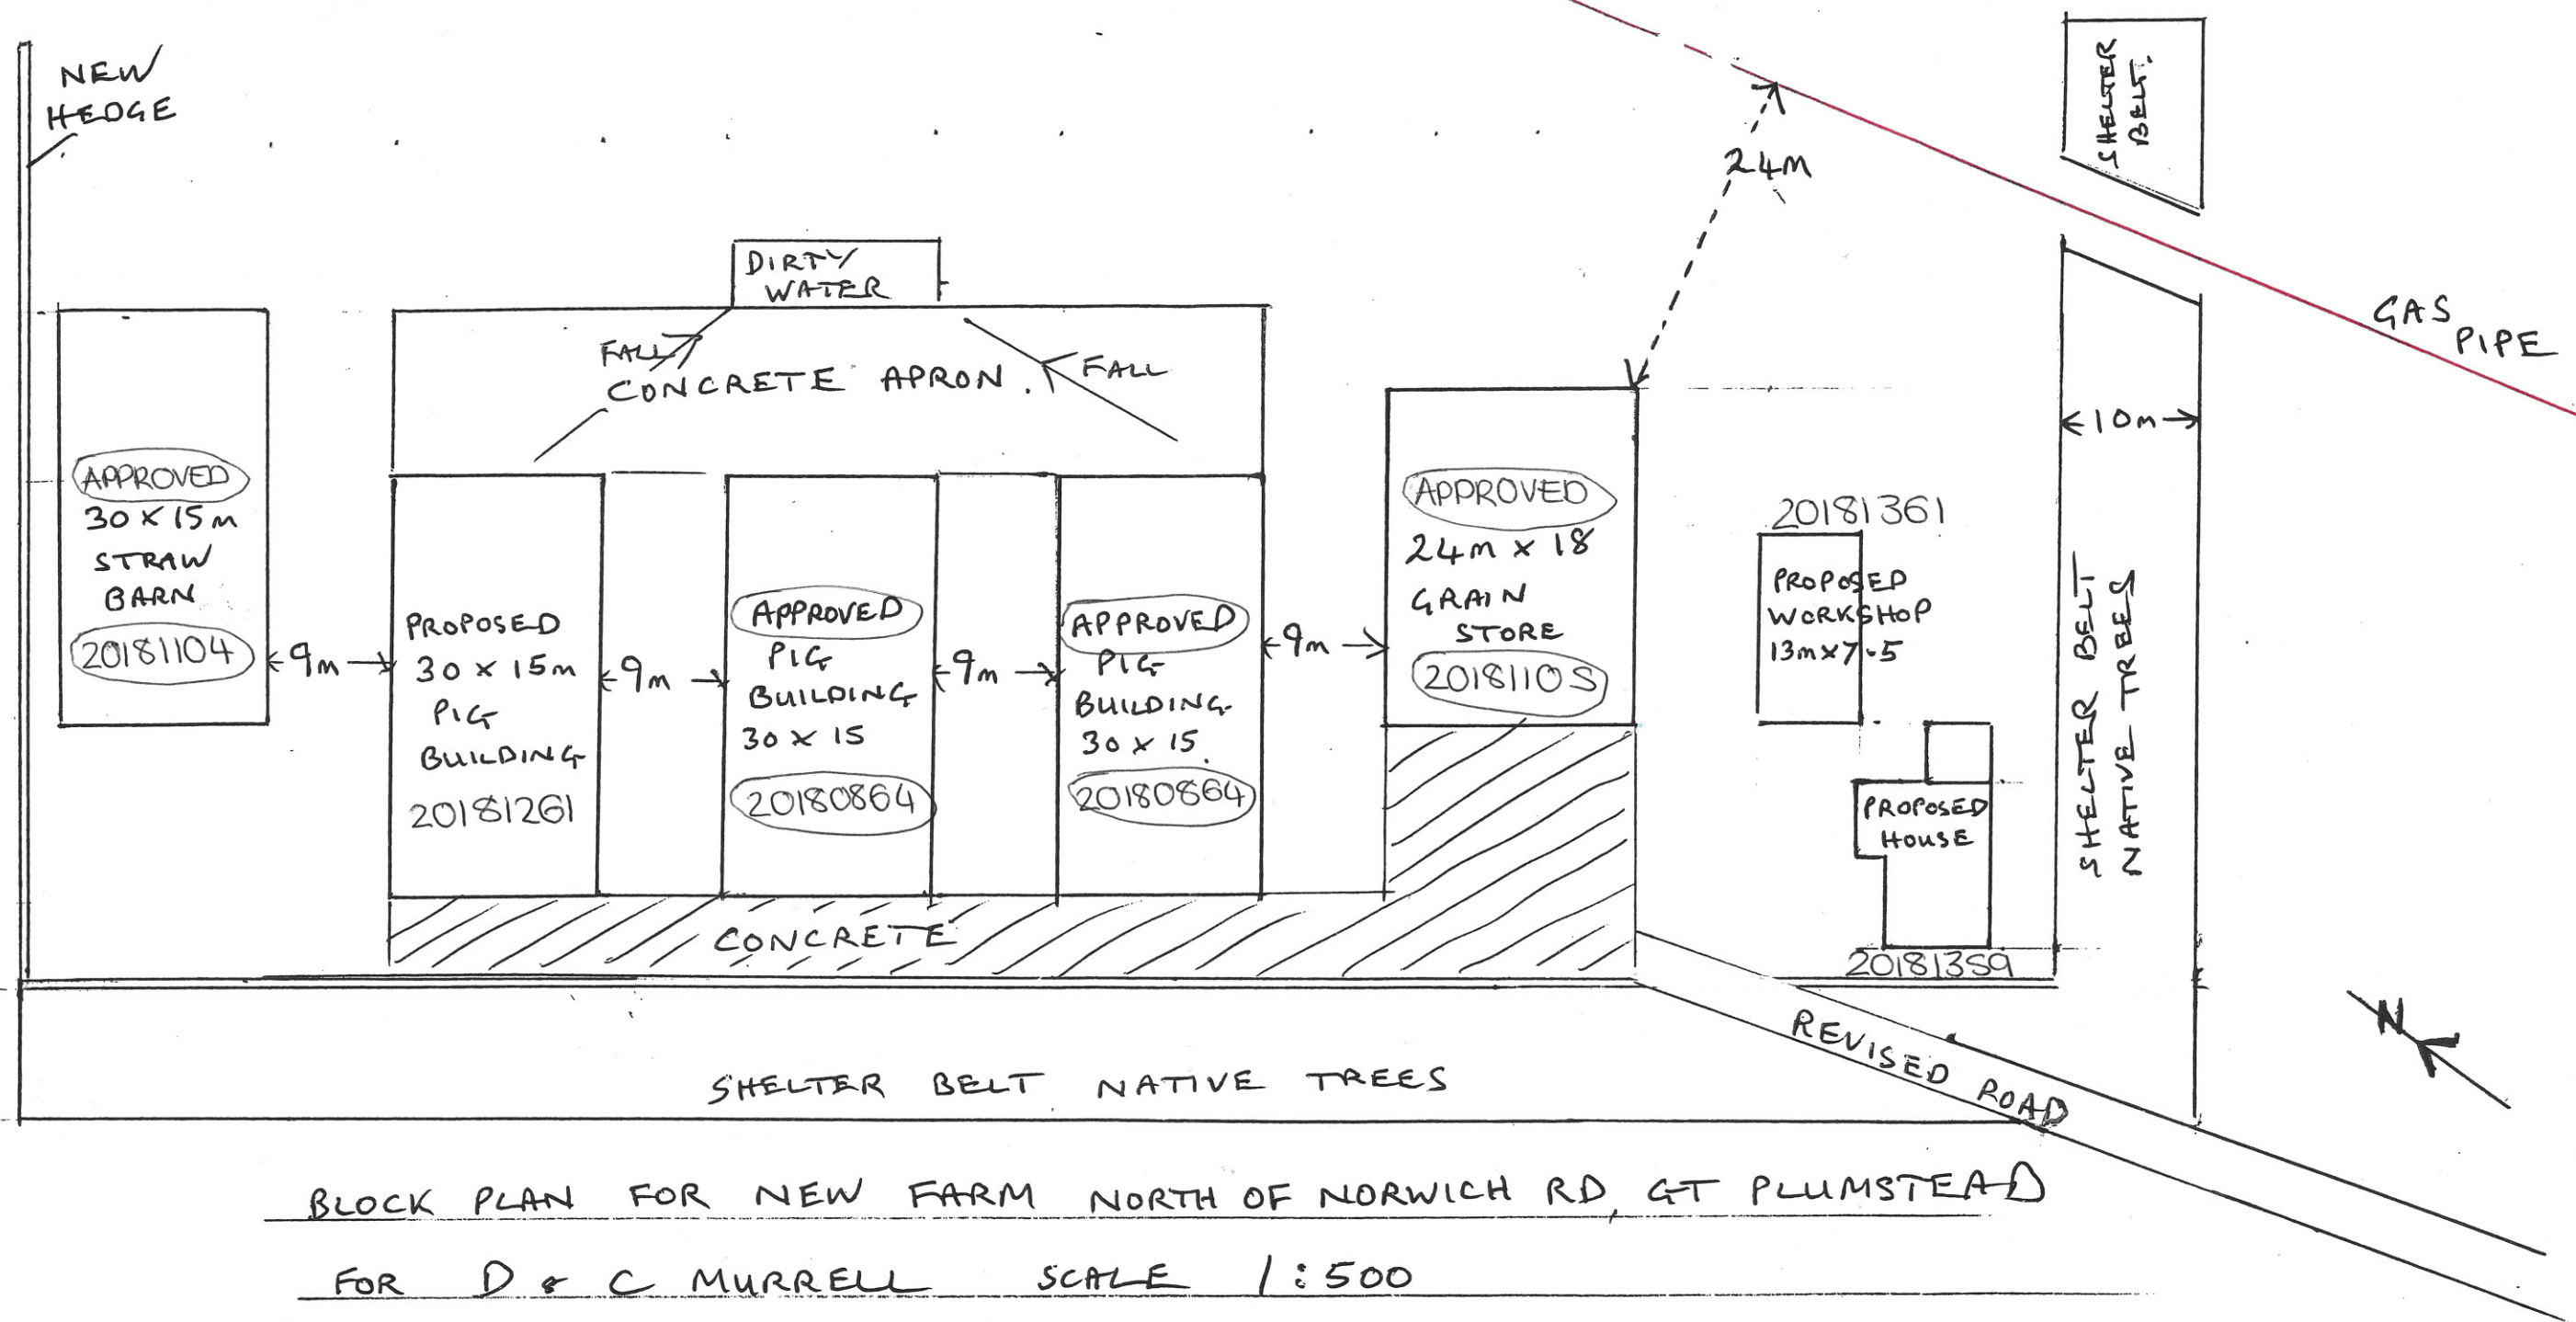 NEW
HEDGE
SHELTER
BELT.
24m
DIRTY
WATER
GAS
PIPE
FALL
FALL
CONCRETE APRON.
10m
APPROVED
30 x 15m
STRAW
BARN
20181104
9m
PROPOSED
30 x 15m
PIG
BUILDING
20181261
9m
APPROVED
PIG
BUILDING
30 x 15
20180864
9m
APPROVED
PIG
BUILDING
30 x 15
20180864
9m
APPROVED
24m x 18
GRAIN
STORE
20181105
20181361
PROPOSED
WORKSHOP
13m x 7.5
PROPOSED
HOUSE
20181359
SHELTER BELT
NATIVE TREES
CONCRETE
N
REVISED ROAD
SHELTER BELT NATIVE TREES
BLOCK PLAN FOR NEW FARM NORTH OF NORWICH RD, GT PLUMSTEAD
FOR D & C MURRELL SCALE 1:500